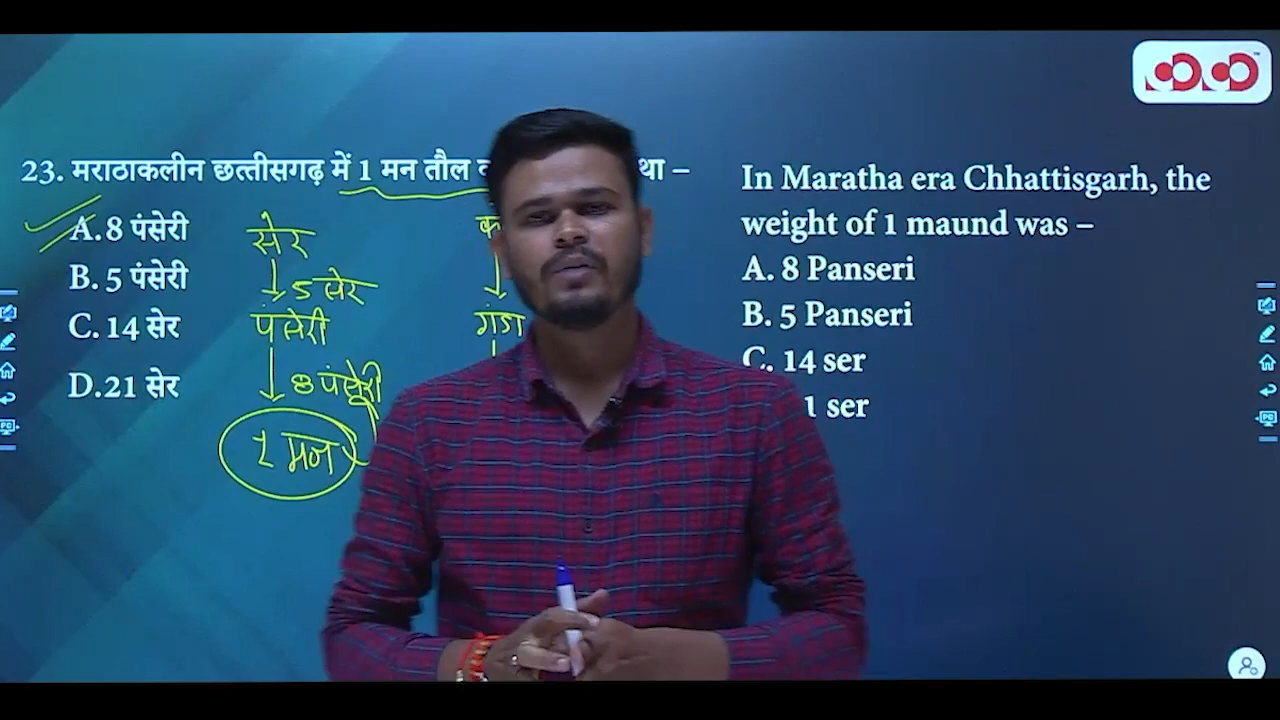 23. मराठाकलीन छत्तीसगढ़ में 1 मन तौल था –
A. 8 पंसेरी
B. 5 पंसेरी
C. 14 सेर
D. 21 सेर
सेर
5 सेर
पंसेरी
8 पंसेरी
1 मन
गंडा
In Maratha era Chhattisgarh, the
weight of 1 maund was –
A. 8 Panseri
B. 5 Panseri
C. 14 ser
1 ser